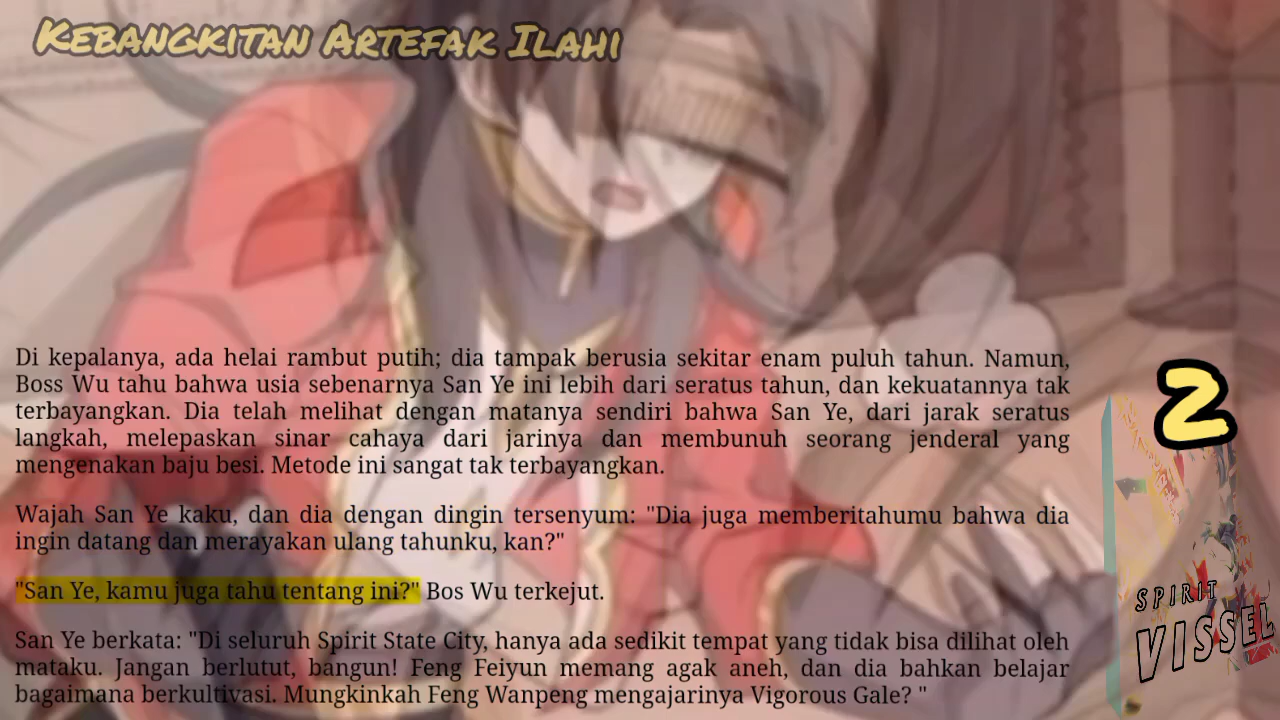 Kebangkitan Artefak Ilahi
Di kepalanya, ada helai rambut putih; dia tampak berusia sekitar enam puluh tahun. Namun,
Boss Wu tahu bahwa usia sebenarnya San Ye ini lebih dari seratus tahun, dan kekuatannya tak
terbayangkan. Dia telah melihat dengan matanya sendiri bahwa San Ye, dari jarak seratus
langkah, melepaskan sinar cahaya dari jarinya dan membunuh seorang jenderal yang
mengenakan baju besi. Metode ini sangat tak terbayangkan.
Wajah San Ye kaku, dan dia dengan dingin tersenyum: "Dia juga memberitahumu bahwa dia
ingin datang dan merayakan ulang tahunku, kan?"
"San Ye, kamu juga tahu tentang ini?" Bos Wu terkejut.
San Ye berkata: "Di seluruh Spirit State City, hanya ada sedikit tempat yang tidak bisa dilihat oleh
mataku. Jangan berlutut, bangun! Feng Feiyun memang agak aneh, dan dia bahkan belajar
bagaimana berkultivasi. Mungkinkah Feng Wanpeng mengajarinya Vigorous Gale? "
2
SPIRIT
VISSEL